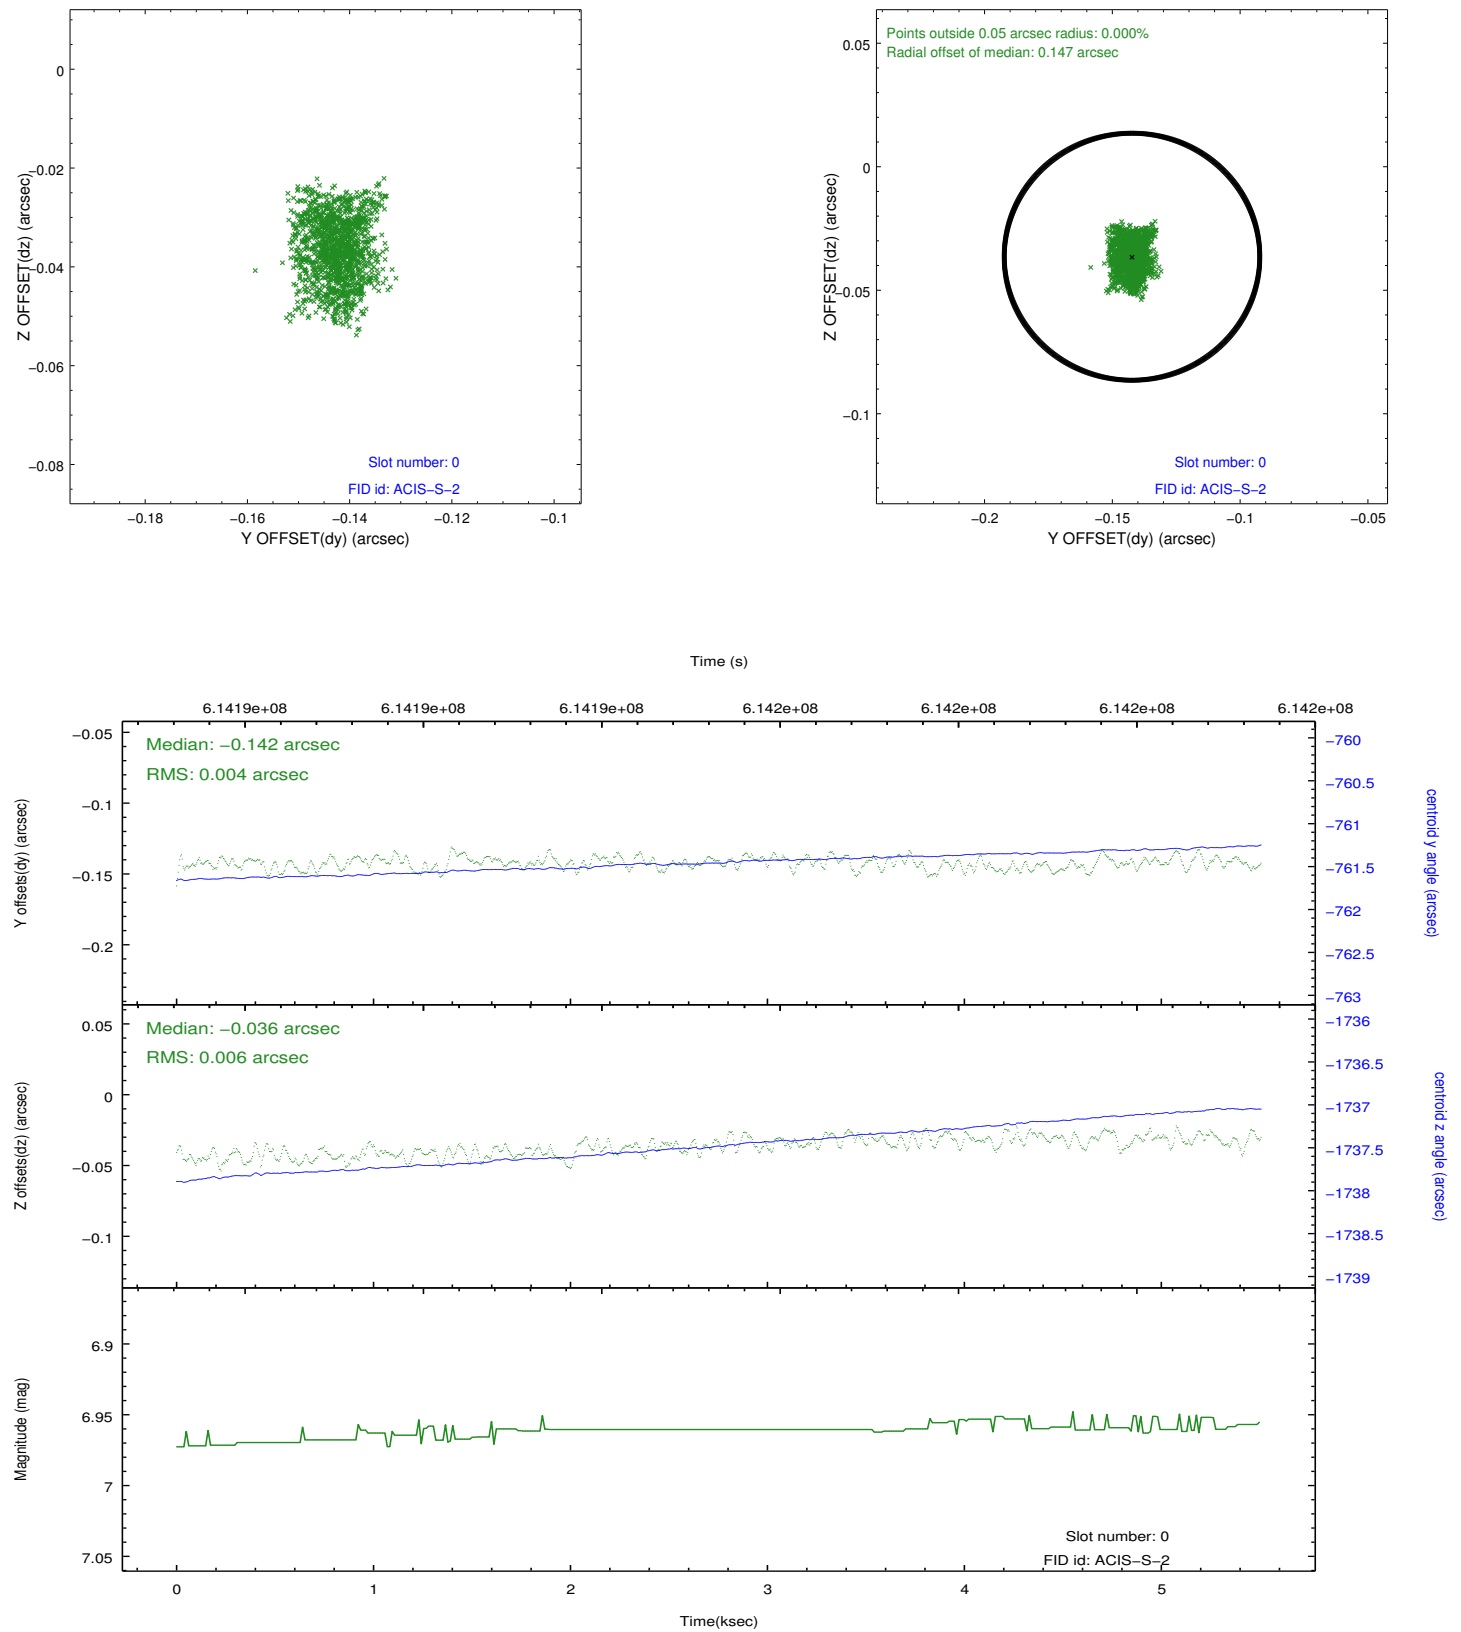 0
−0.02
−0.04
−0.06
−0.08
Z OFFSET(dz) (arcsec)
Slot number: 0
FID id: ACIS−S−2
−0.18
−0.16
−0.14
−0.12
−0.1
Y OFFSET(dy) (arcsec)
Points outside 0.05 arcsec radius: 0.000%
Radial offset of median: 0.147 arcsec
0.05
0
−0.05
−0.1
Z OFFSET(dz) (arcsec)
Slot number: 0
FID id: ACIS−S−2
−0.2
−0.15
−0.1
−0.05
Y OFFSET(dy) (arcsec)
Time (s)
6.1419e+08
6.1419e+08
6.1419e+08
6.142e+08
6.142e+08
6.142e+08
6.142e+08
Median: −0.142 arcsec
RMS: 0.004 arcsec
−0.05
−0.1
−0.15
−0.2
Y offsets(dy) (arcsec)
−760
−760.5
−761
−761.5
−762
−762.5
−763
centroid y angle (arcsec)
Median: −0.036 arcsec
RMS: 0.006 arcsec
0.05
0
−0.05
−0.1
Z offsets(dz) (arcsec)
−1736
−1736.5
−1737
−1737.5
−1738
−1738.5
−1739
centroid z angle (arcsec)
6.9
6.95
7
7.05
Magnitude (mag)
Slot number: 0
FID id: ACIS−S−2
0
1
2
3
4
5
Time(ksec)